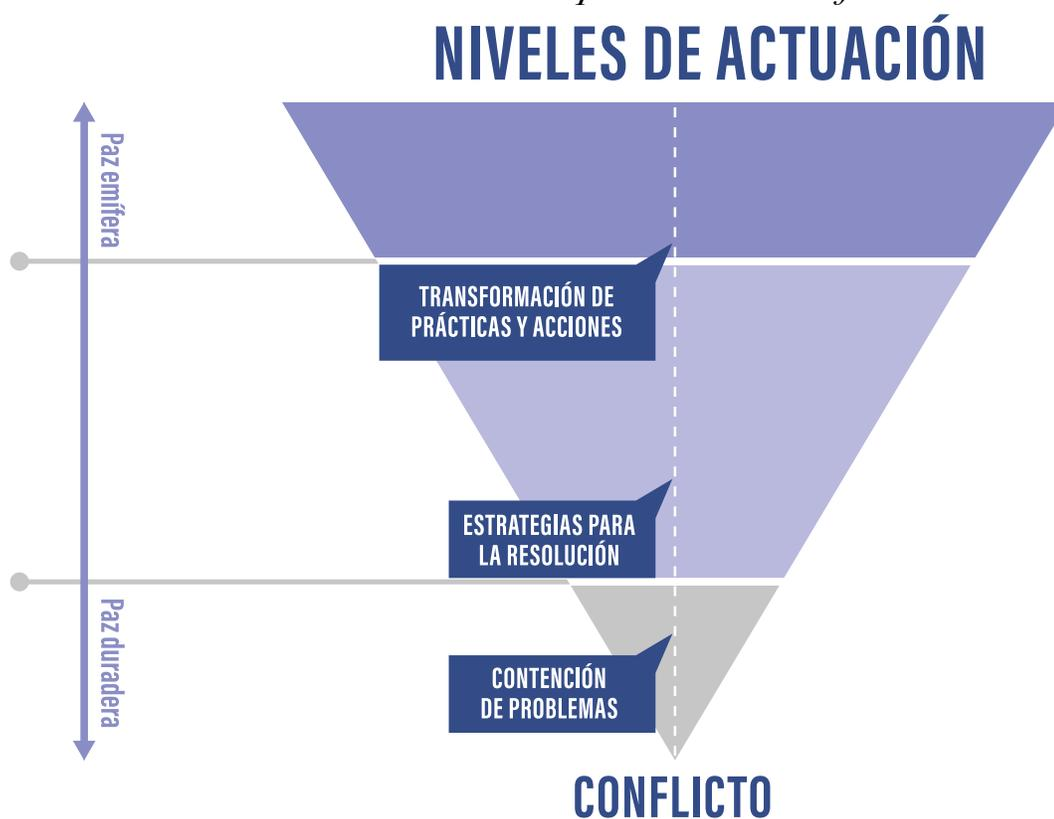 NIVELES DE ACTUACIÓN
Paz emífera
TRANSFORMACIÓN DE
PRÁCTICAS Y ACCIONES
ESTRATEGIAS PARA
LA RESOLUCIÓN
Paz duradera
CONTENCIÓN
DE PROBLEMAS
CONFLICTO